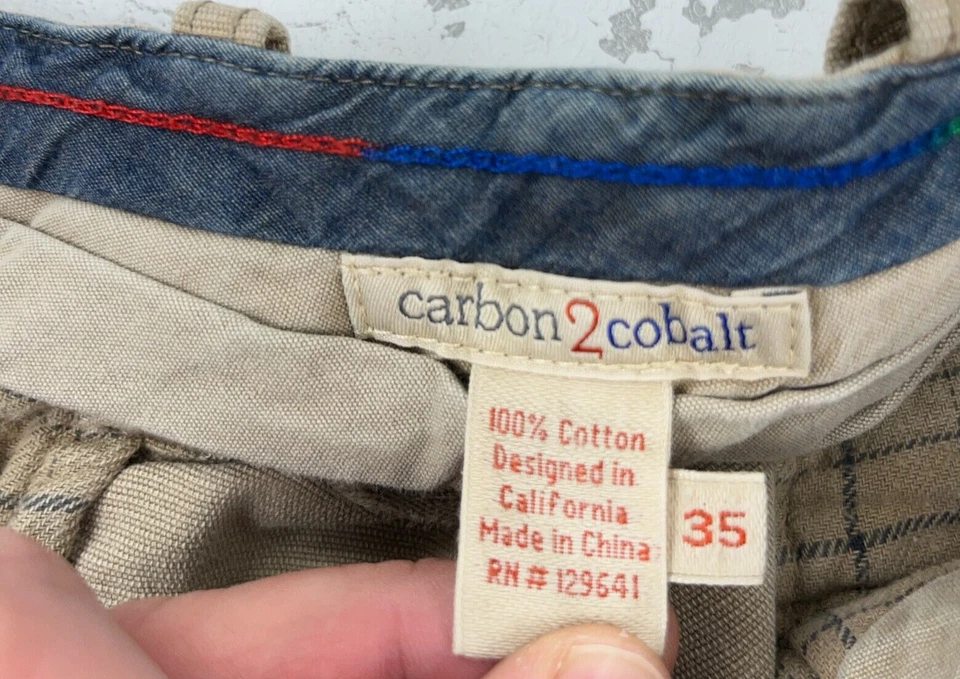 carbon2cobalt
100% Cotton
Designed in
California
Made in China
RN # 129641
35